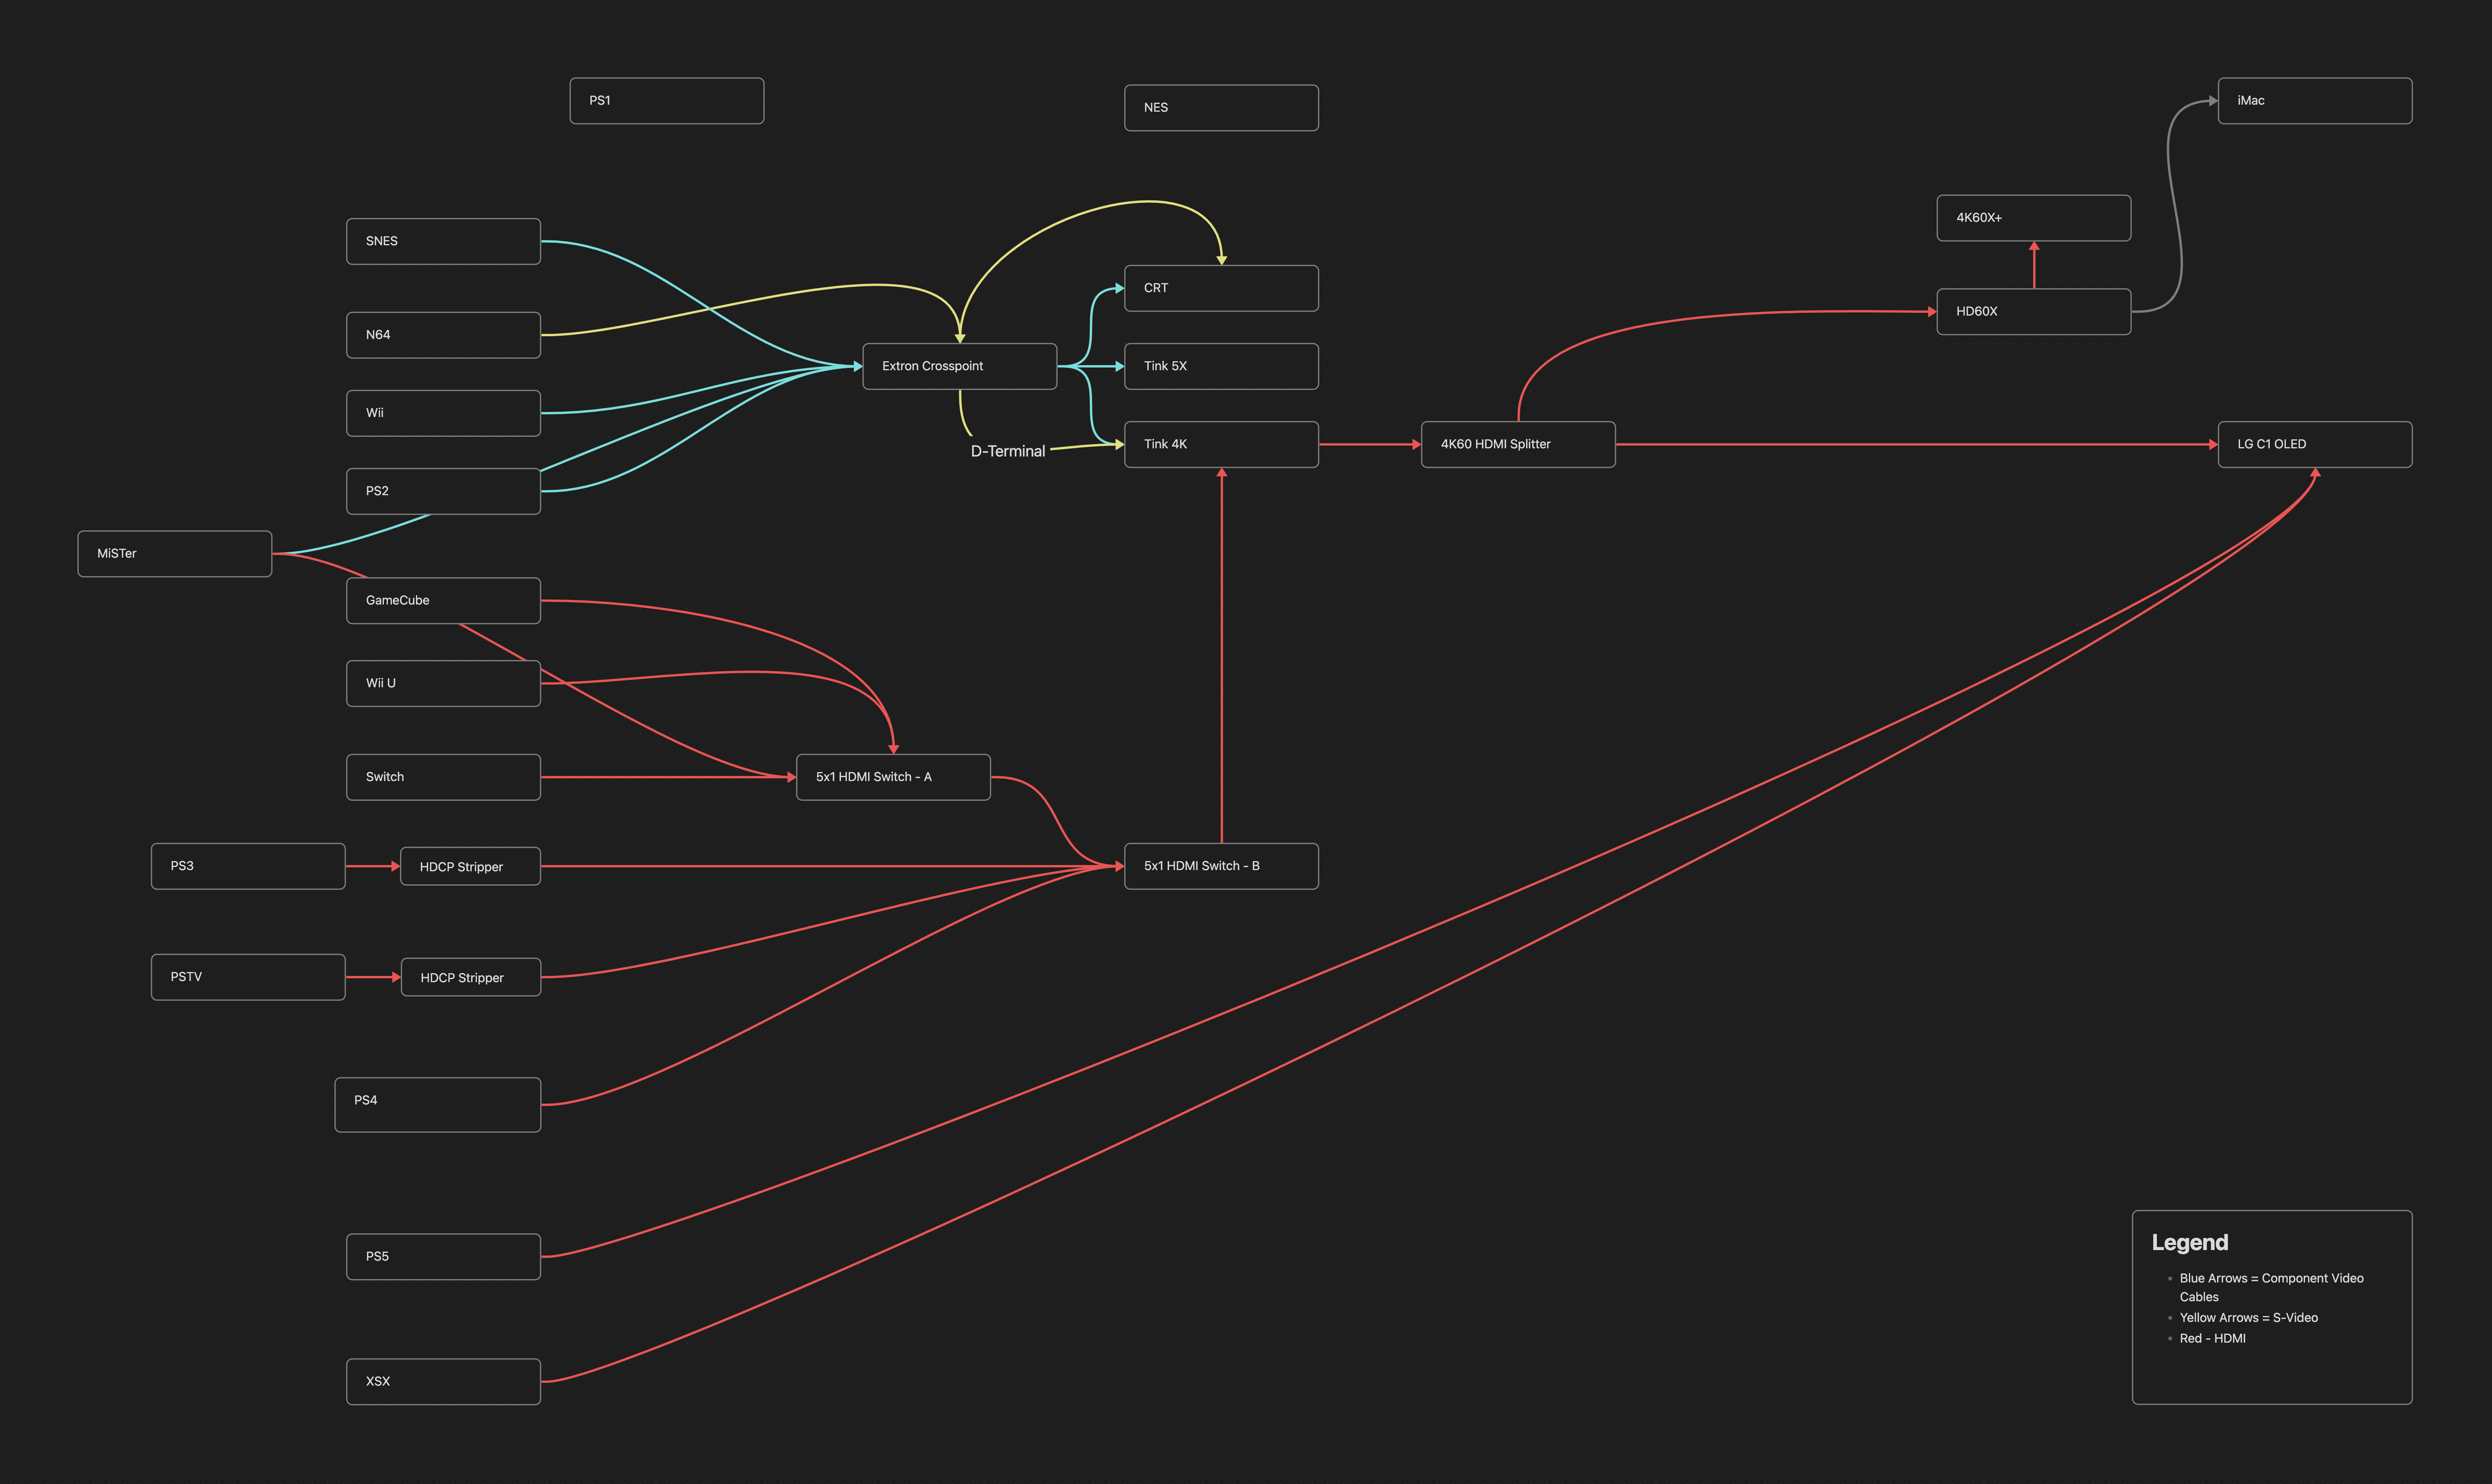 PS1
NES
iMac
4K60X+
SNES
CRT
HD60X
N64
Extron Crosspoint
Tink 5X
Wii
D-Terminal
Tink 4K
4K60 HDMI Splitter
LG C1 OLED
PS2
MiSTer
GameCube
Wii U
Switch
5x1 HDMI Switch - A
PS3
HDCP Stripper
5x1 HDMI Switch - B
PSTV
HDCP Stripper
PS4
PS5
XSX
Legend
Blue Arrows = Component Video
Cables
Yellow Arrows = S-Video
Red - HDMI